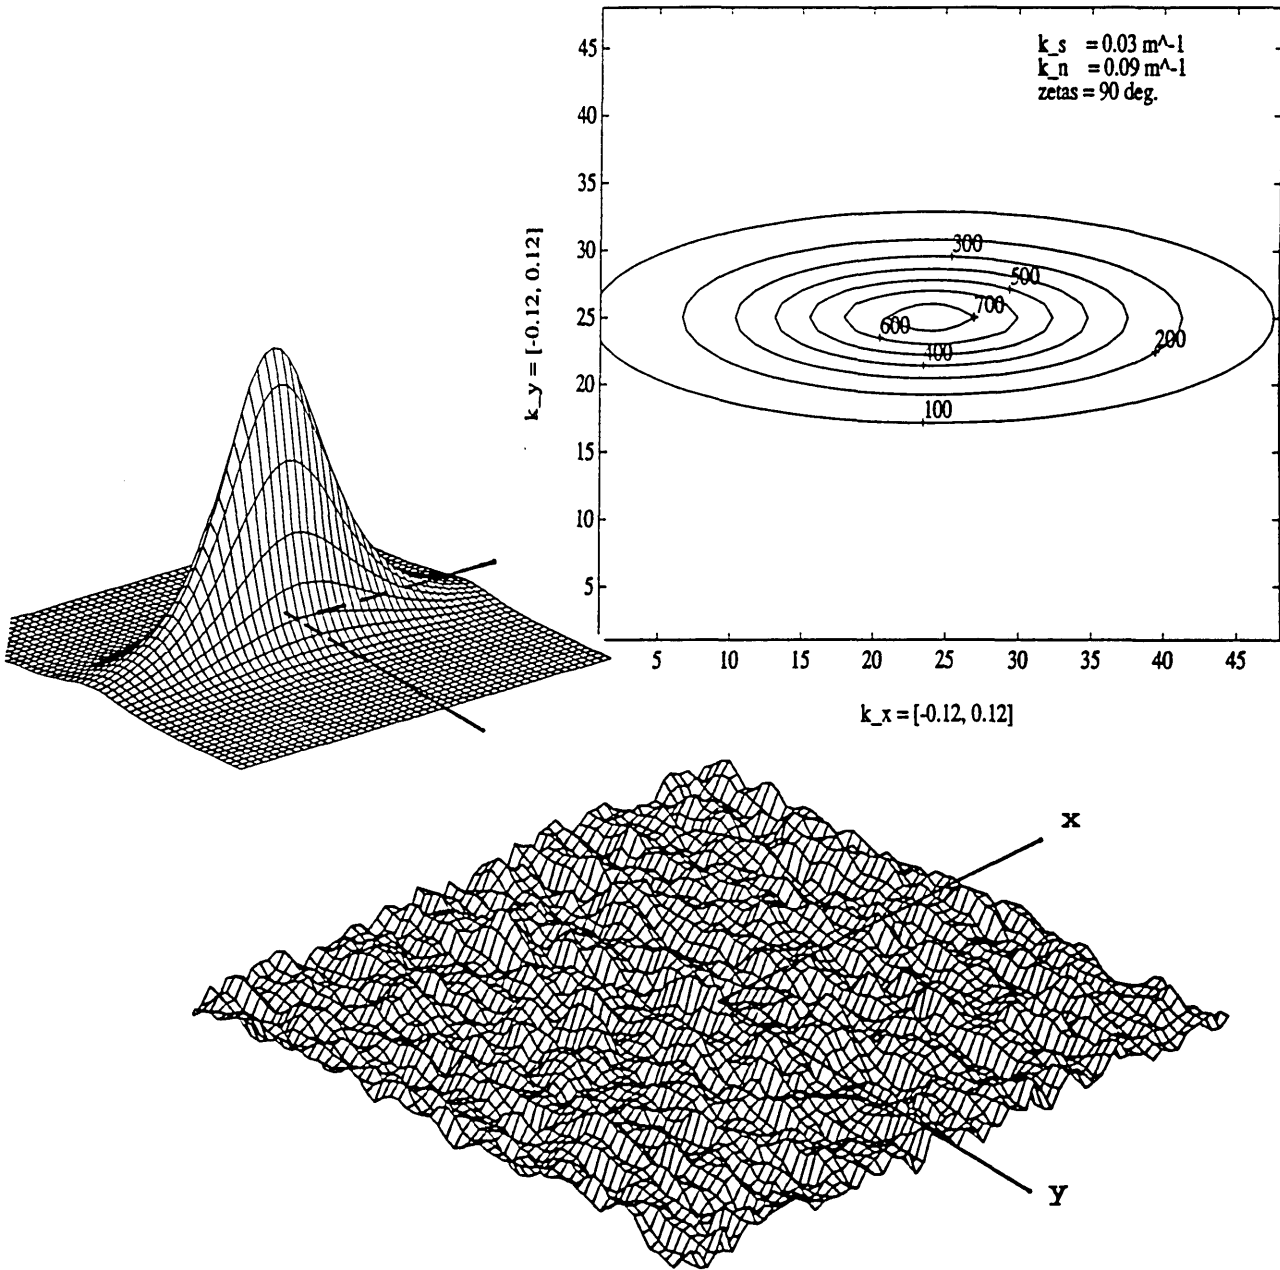 k_s = 0.03 m^-1
k_n = 0.09 m^-1
zetas = 90 deg.
45
40
35
30
25
20
15
10
5
k_y = [-0.12, 0.12]
300
500
700
600
400
200
100
5 10 15 20 25 30 35 40 45
k_x = [-0.12, 0.12]
x
y